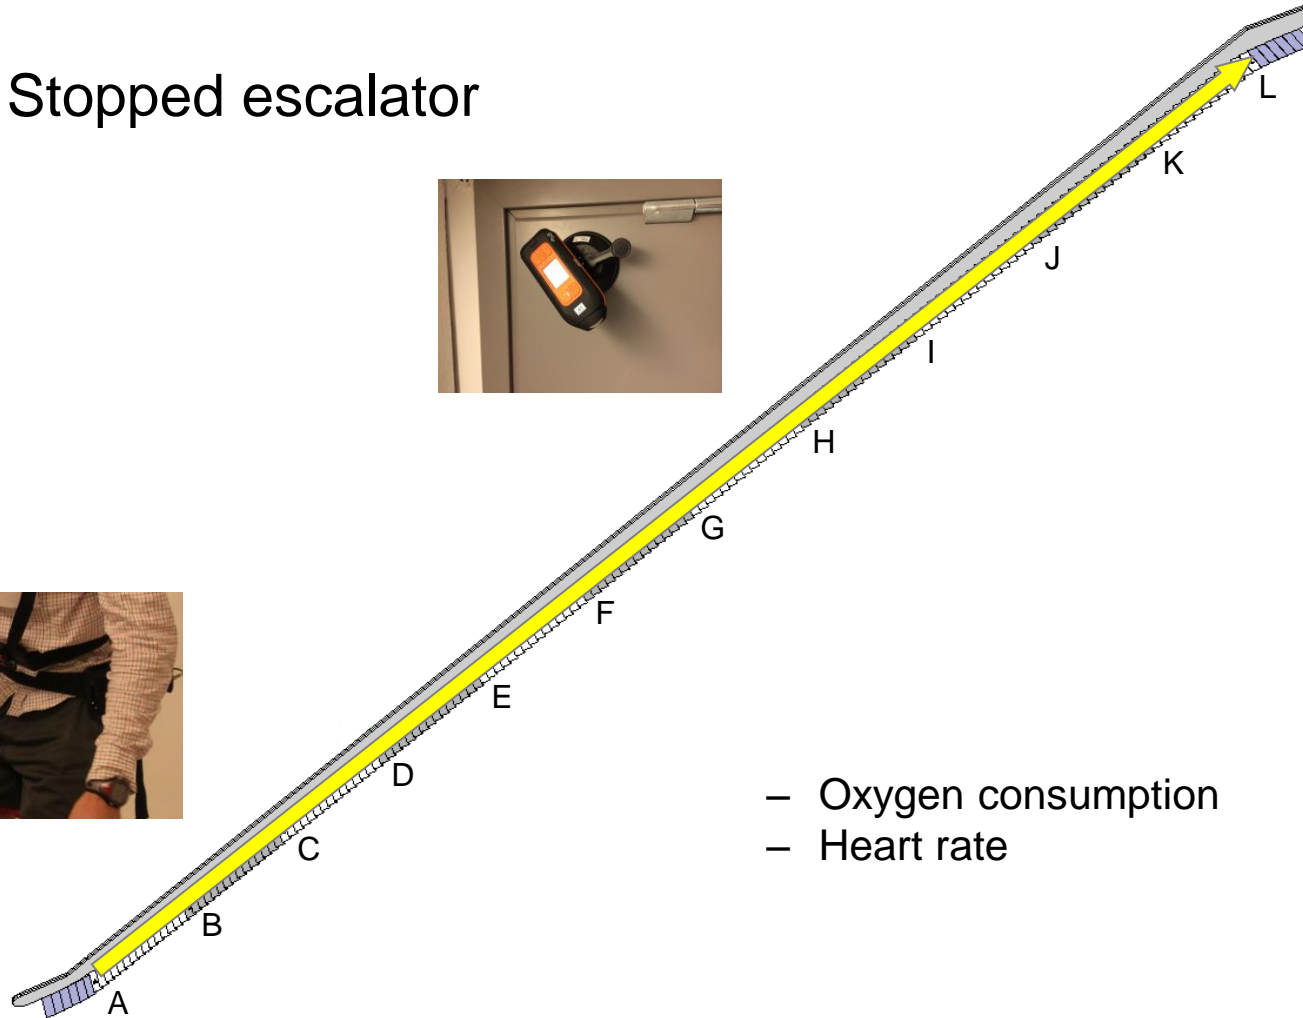 Stopped escalator
L
K
J
I
H
G
F
E
D
C
B
A
– Oxygen consumption
– Heart rate